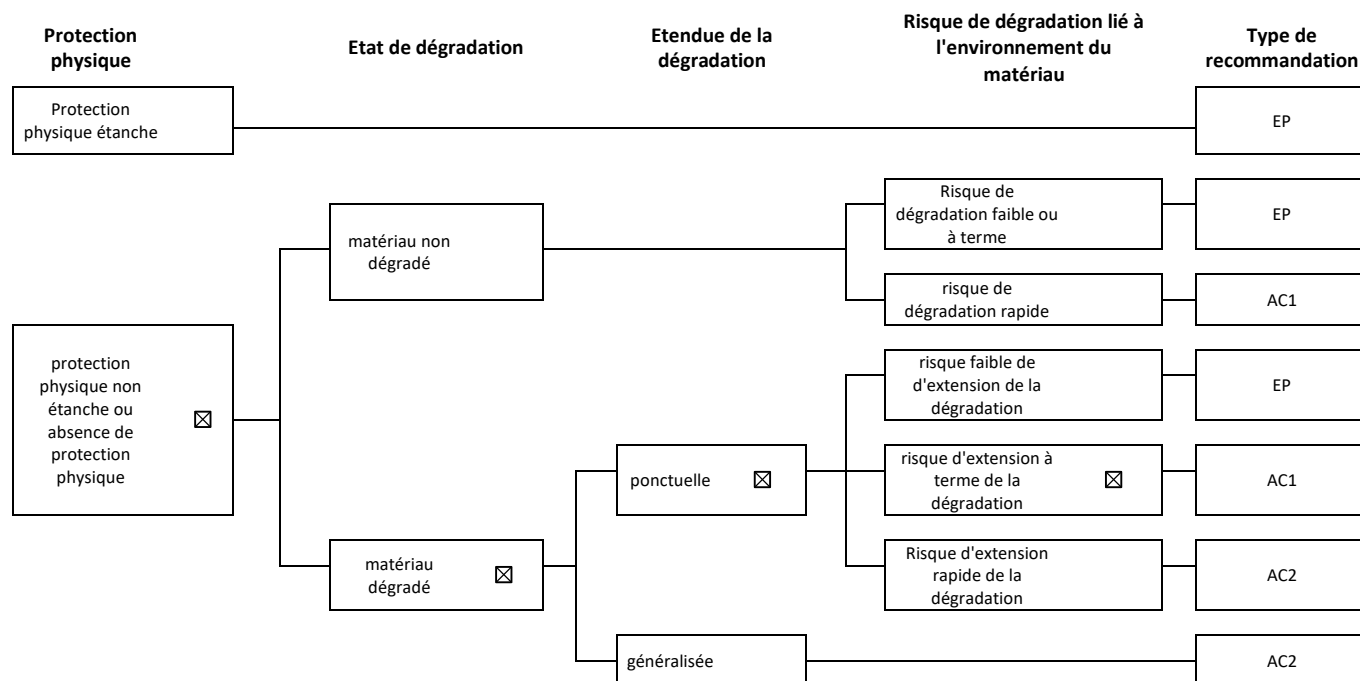 Protection
physique
Etat de dégradation
Etendue de la
dégradation
Risque de dégradation lié à
l'environnement du
matériau
Type de
recommandation
Protection
physique étanche
EP
matériau non
dégradé
Risque de
dégradation faible ou
à terme
EP
risque de
dégradation rapide
AC1
protection
physique non
étanche ou
absence de
protection
physique
☒
risque faible de
d'extension de la
dégradation
EP
ponctuelle ☒
risque d'extension à
terme de la
dégradation
☒
AC1
matériau
dégradé
☒
Risque d'extension
rapide de la
dégradation
AC2
généralisée
AC2